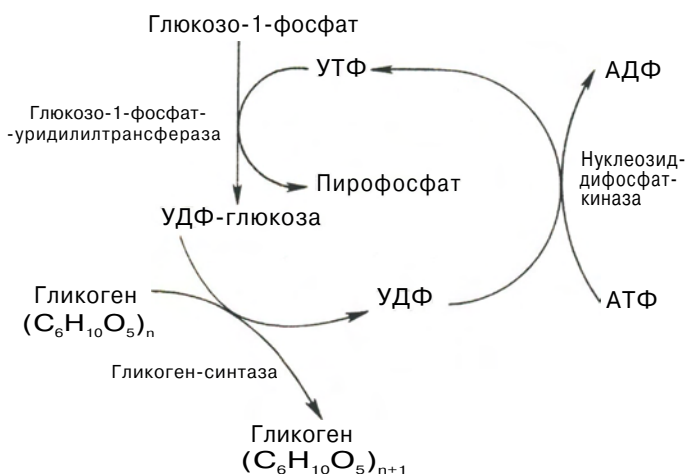 Глюкозо-1-фосфат
УТФ
АДФ
Глюкозо-1-фосфат-
-уридилилтрансфераза
Нуклеозид-
дифосфат-
киназа
Пирофосфат
УДФ-глюкоза
Гликоген
(C₆H₁₀O₅)ₙ
УДФ
АТФ
Гликоген-синтаза
Гликоген
(C₆H₁₀O₅)ₙ₊₁